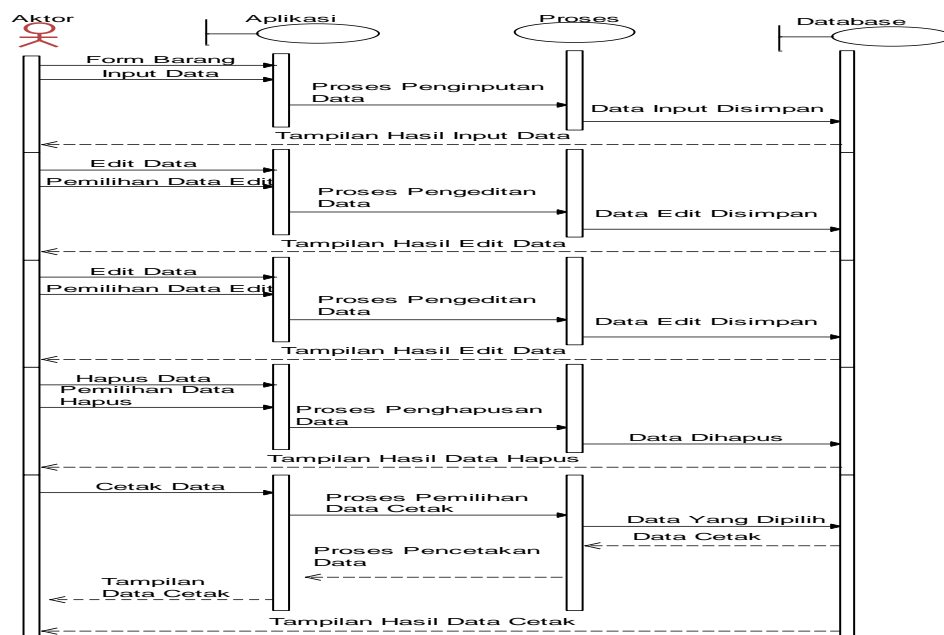 Aktor
Aplikasi
Proses
Database
Form Barang
Input Data
Proses Penginputan
Data
Data Input Disimpan
Tampilan Hasil Input Data
Edit Data
Pemilihan Data Edit
Proses Pengeditan
Data
Data Edit Disimpan
Tampilan Hasil Edit Data
Edit Data
Pemilihan Data Edit
Proses Pengeditan
Data
Data Edit Disimpan
Tampilan Hasil Edit Data
Hapus Data
Pemilihan Data
Hapus
Proses Penghapusan
Data
Data Dihapus
Tampilan Hasil Data Hapus
Cetak Data
Proses Pemilihan
Data Cetak
Data Yang Dipilih
Data Cetak
Proses Pencetakan
Data
Tampilan
Data Cetak
Tampilan Hasil Data Cetak